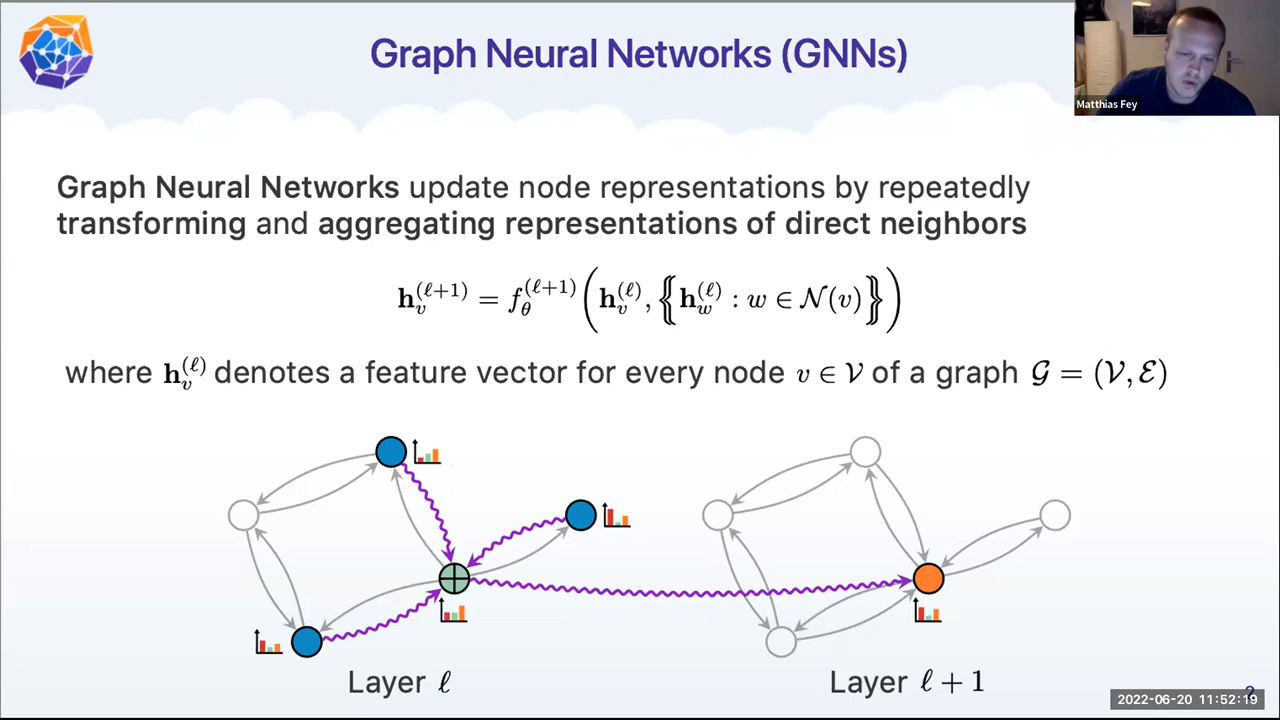 Graph Neural Networks (GNNs)
Matthias Fey
Graph Neural Networks update node representations by repeatedly
transforming and aggregating representations of direct neighbors
𝐡_v^{(ℓ+1)} = f_θ^{(ℓ+1)} ( 𝐡_v^{(ℓ)}, {{ 𝐡_w^{(ℓ)} : w ∈ 𝒩(v) }} )
where 𝐡_v^{(ℓ)} denotes a feature vector for every node v ∈ 𝒱 of a graph 𝒢 = (𝒱, ℰ)
Layer ℓ
Layer ℓ + 1
2
2022-06-20 11:52:19